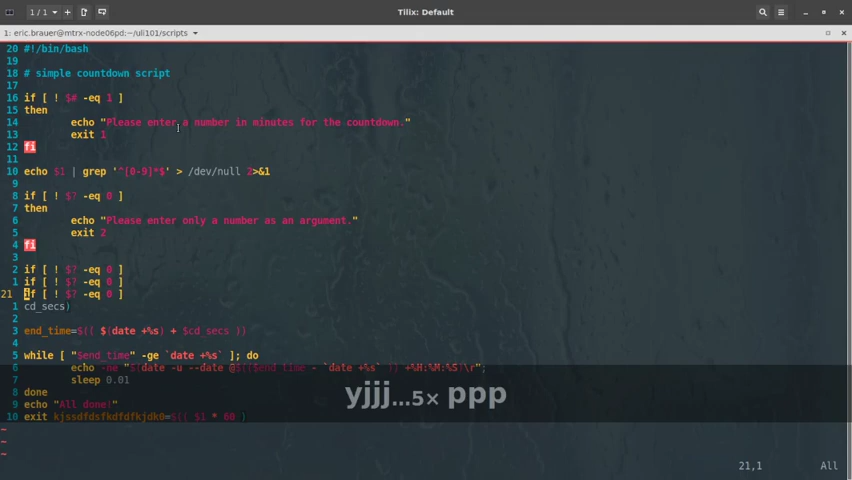 1 / 1
Tilix: Default
1: eric.brauer@mtrx-node06pd:~/uli101/scripts
20 #!/bin/bash
19
18 # simple countdown script
17
16 if [ ! $# -eq 1 ]
15 then
14 echo "Please enter a number in minutes for the countdown."
13 exit 1
12 fi
11
10 echo $1 | grep '^[0-9]*$' > /dev/null 2>&1
9
8 if [ ! $? -eq 0 ]
7 then
6 echo "Please enter only a number as an argument."
5 exit 2
4 fi
3
2 if [ ! $? -eq 0 ]
1 if [ ! $? -eq 0 ]
21 if [ ! $? -eq 0 ]
1 cd_secs)
2
3 end_time=$(( $(date +%s) + $cd_secs ))
4
5 while [ "$end_time" -ge `date +%s` ]; do
6 echo -ne "$(date -u --date @$(($end_time - `date +%s` )) +%H:%M:%S)\r";
7 sleep 0.01
8 done
9 echo "All done!"
10 exit kjssdfdsfkdfdfkjdk0=$(( $1 * 60 )
~
~
~
yjjj...5× ppp
21,1 All